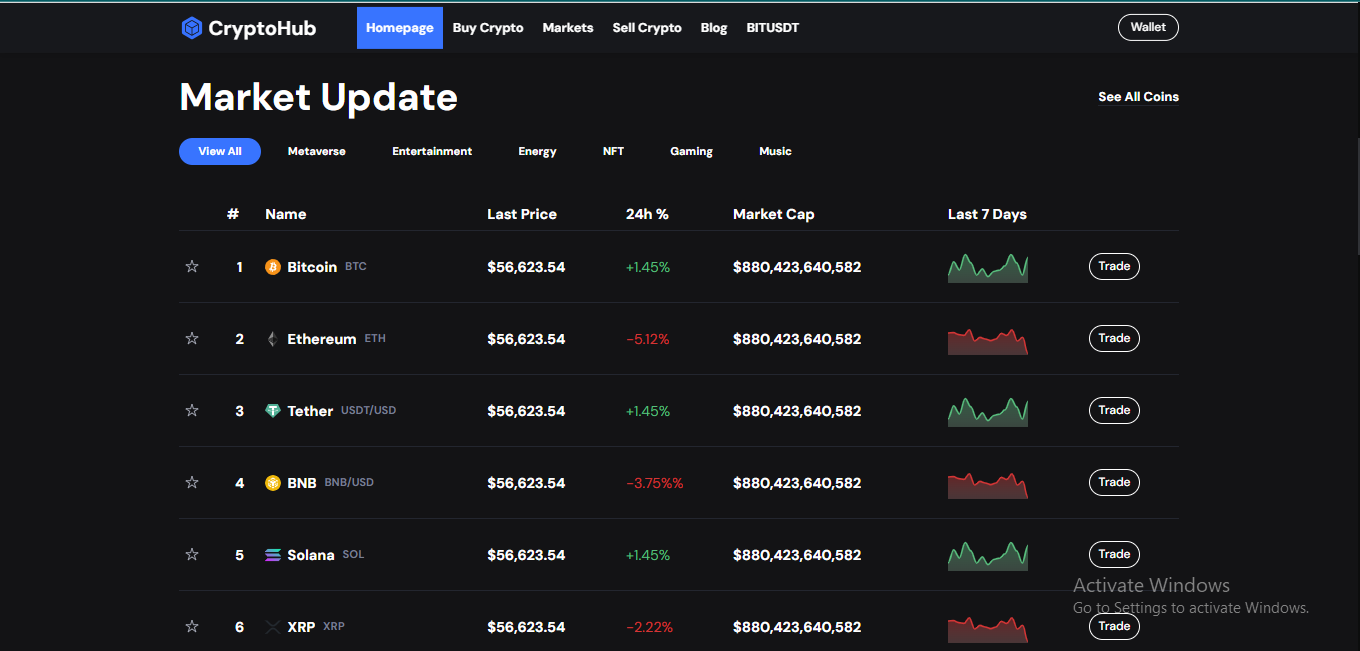 CryptoHub Homepage Buy Crypto Markets Sell Crypto Blog BITUSDT Wallet
Market Update See All Coins
View All Metaverse Entertainment Energy NFT Gaming Music
# Name Last Price 24h % Market Cap Last 7 Days
1 Bitcoin BTC $56,623.54 +1.45% $880,423,640,582 Trade
2 Ethereum ETH $56,623.54 -5.12% $880,423,640,582 Trade
3 Tether USDT/USD $56,623.54 +1.45% $880,423,640,582 Trade
4 BNB BNB/USD $56,623.54 -3.75%% $880,423,640,582 Trade
5 Solana SOL $56,623.54 +1.45% $880,423,640,582 Trade
Activate Windows
Go to Settings to activate Windows.
6 XRP XRP $56,623.54 -2.22% $880,423,640,582 Trade